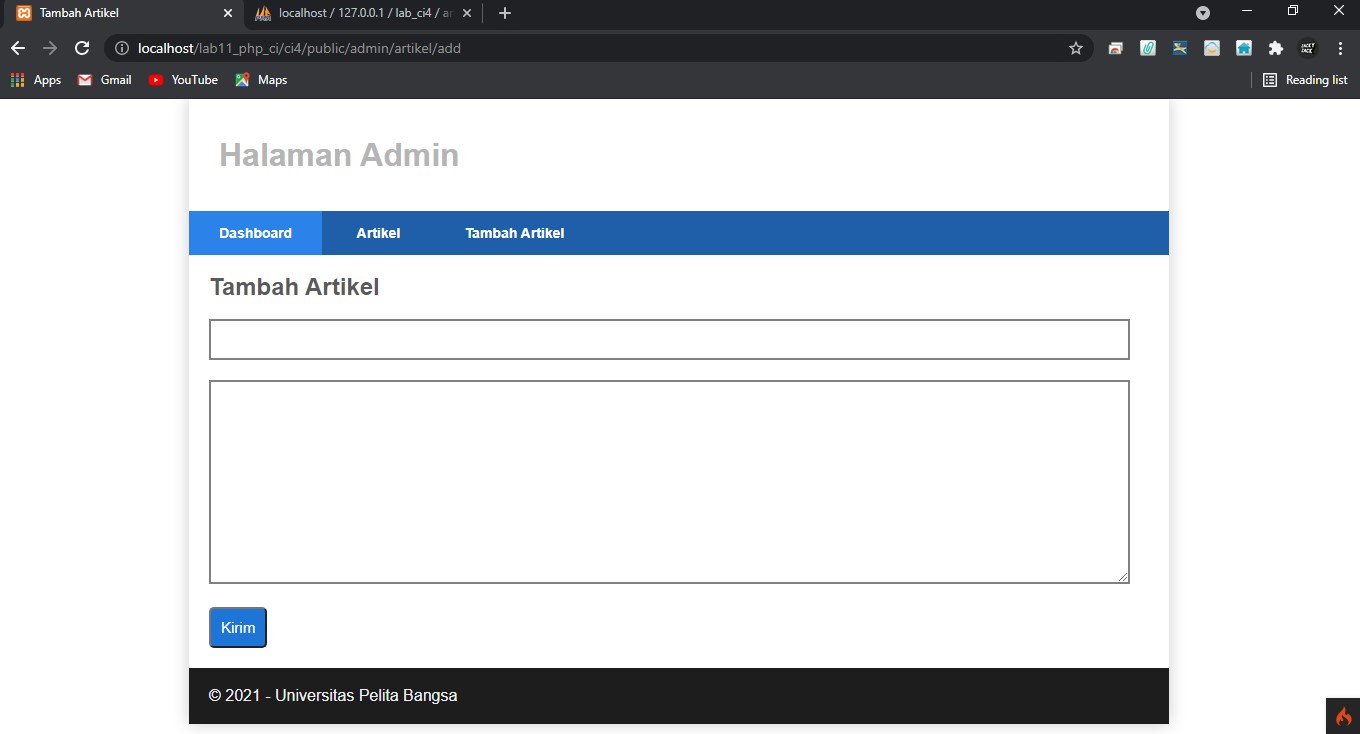 Tambah Artikel
localhost / 127.0.0.1 / lab_ci4 / ar
localhost/lab11_php_ci/ci4/public/admin/artikel/add
Apps Gmail YouTube Maps Reading list
Halaman Admin
Dashboard Artikel Tambah Artikel
Tambah Artikel
Kirim
© 2021 - Universitas Pelita Bangsa